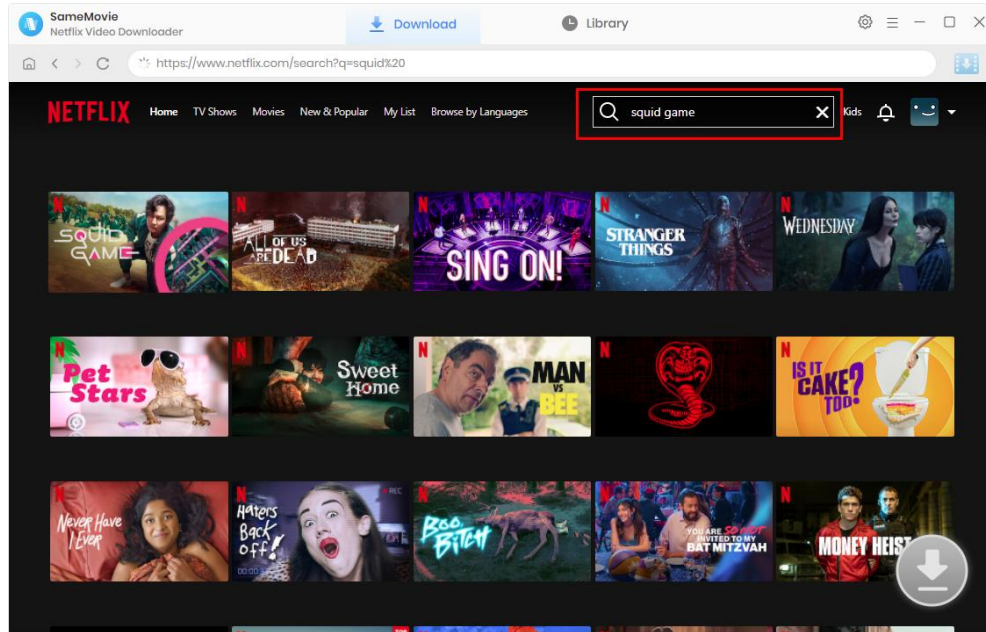 SameMovie
Netflix Video Downloader
Download
Library
https://www.netflix.com/search?q=squid%20
NETFLIX
Home TV Shows Movies New & Popular My List Browse by Languages
squid game
Kids
SQUID GAME
ALL OF US ARE DEAD
SING ON!
STRANGER THINGS
WEDNESDAY
Pet Stars
Sweet Home
MAN VS BEE
IS IT CAKE? TOO!
Never Have I Ever
Haters Back Off!
REC
Boo, Bitch
YOU ARE SO NOT INVITED TO MY BAT MITZVAH
MONEY HEIST